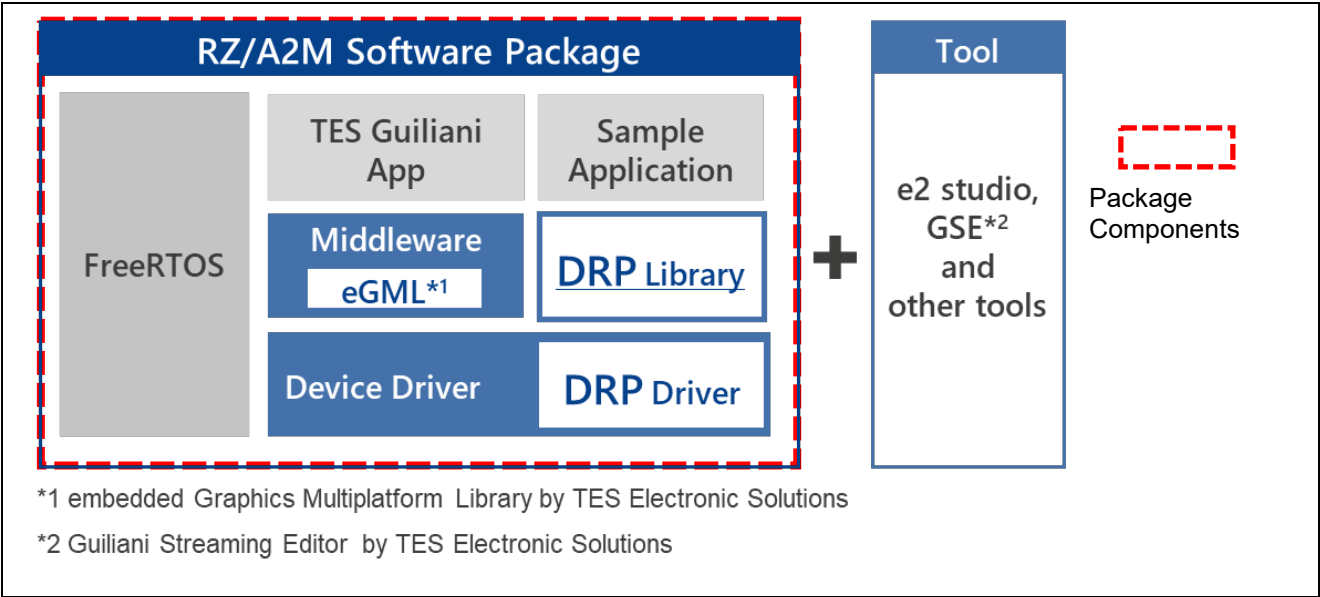 RZ/A2M Software Package
Tool
FreeRTOS
TES Guiliani
App
Sample
Application
Middleware
eGML*1
DRP Library
Device Driver
DRP Driver
+
e2 studio,
GSE*2
and
other tools
Package
Components
*1 embedded Graphics Multiplatform Library by TES Electronic Solutions
*2 Guiliani Streaming Editor by TES Electronic Solutions